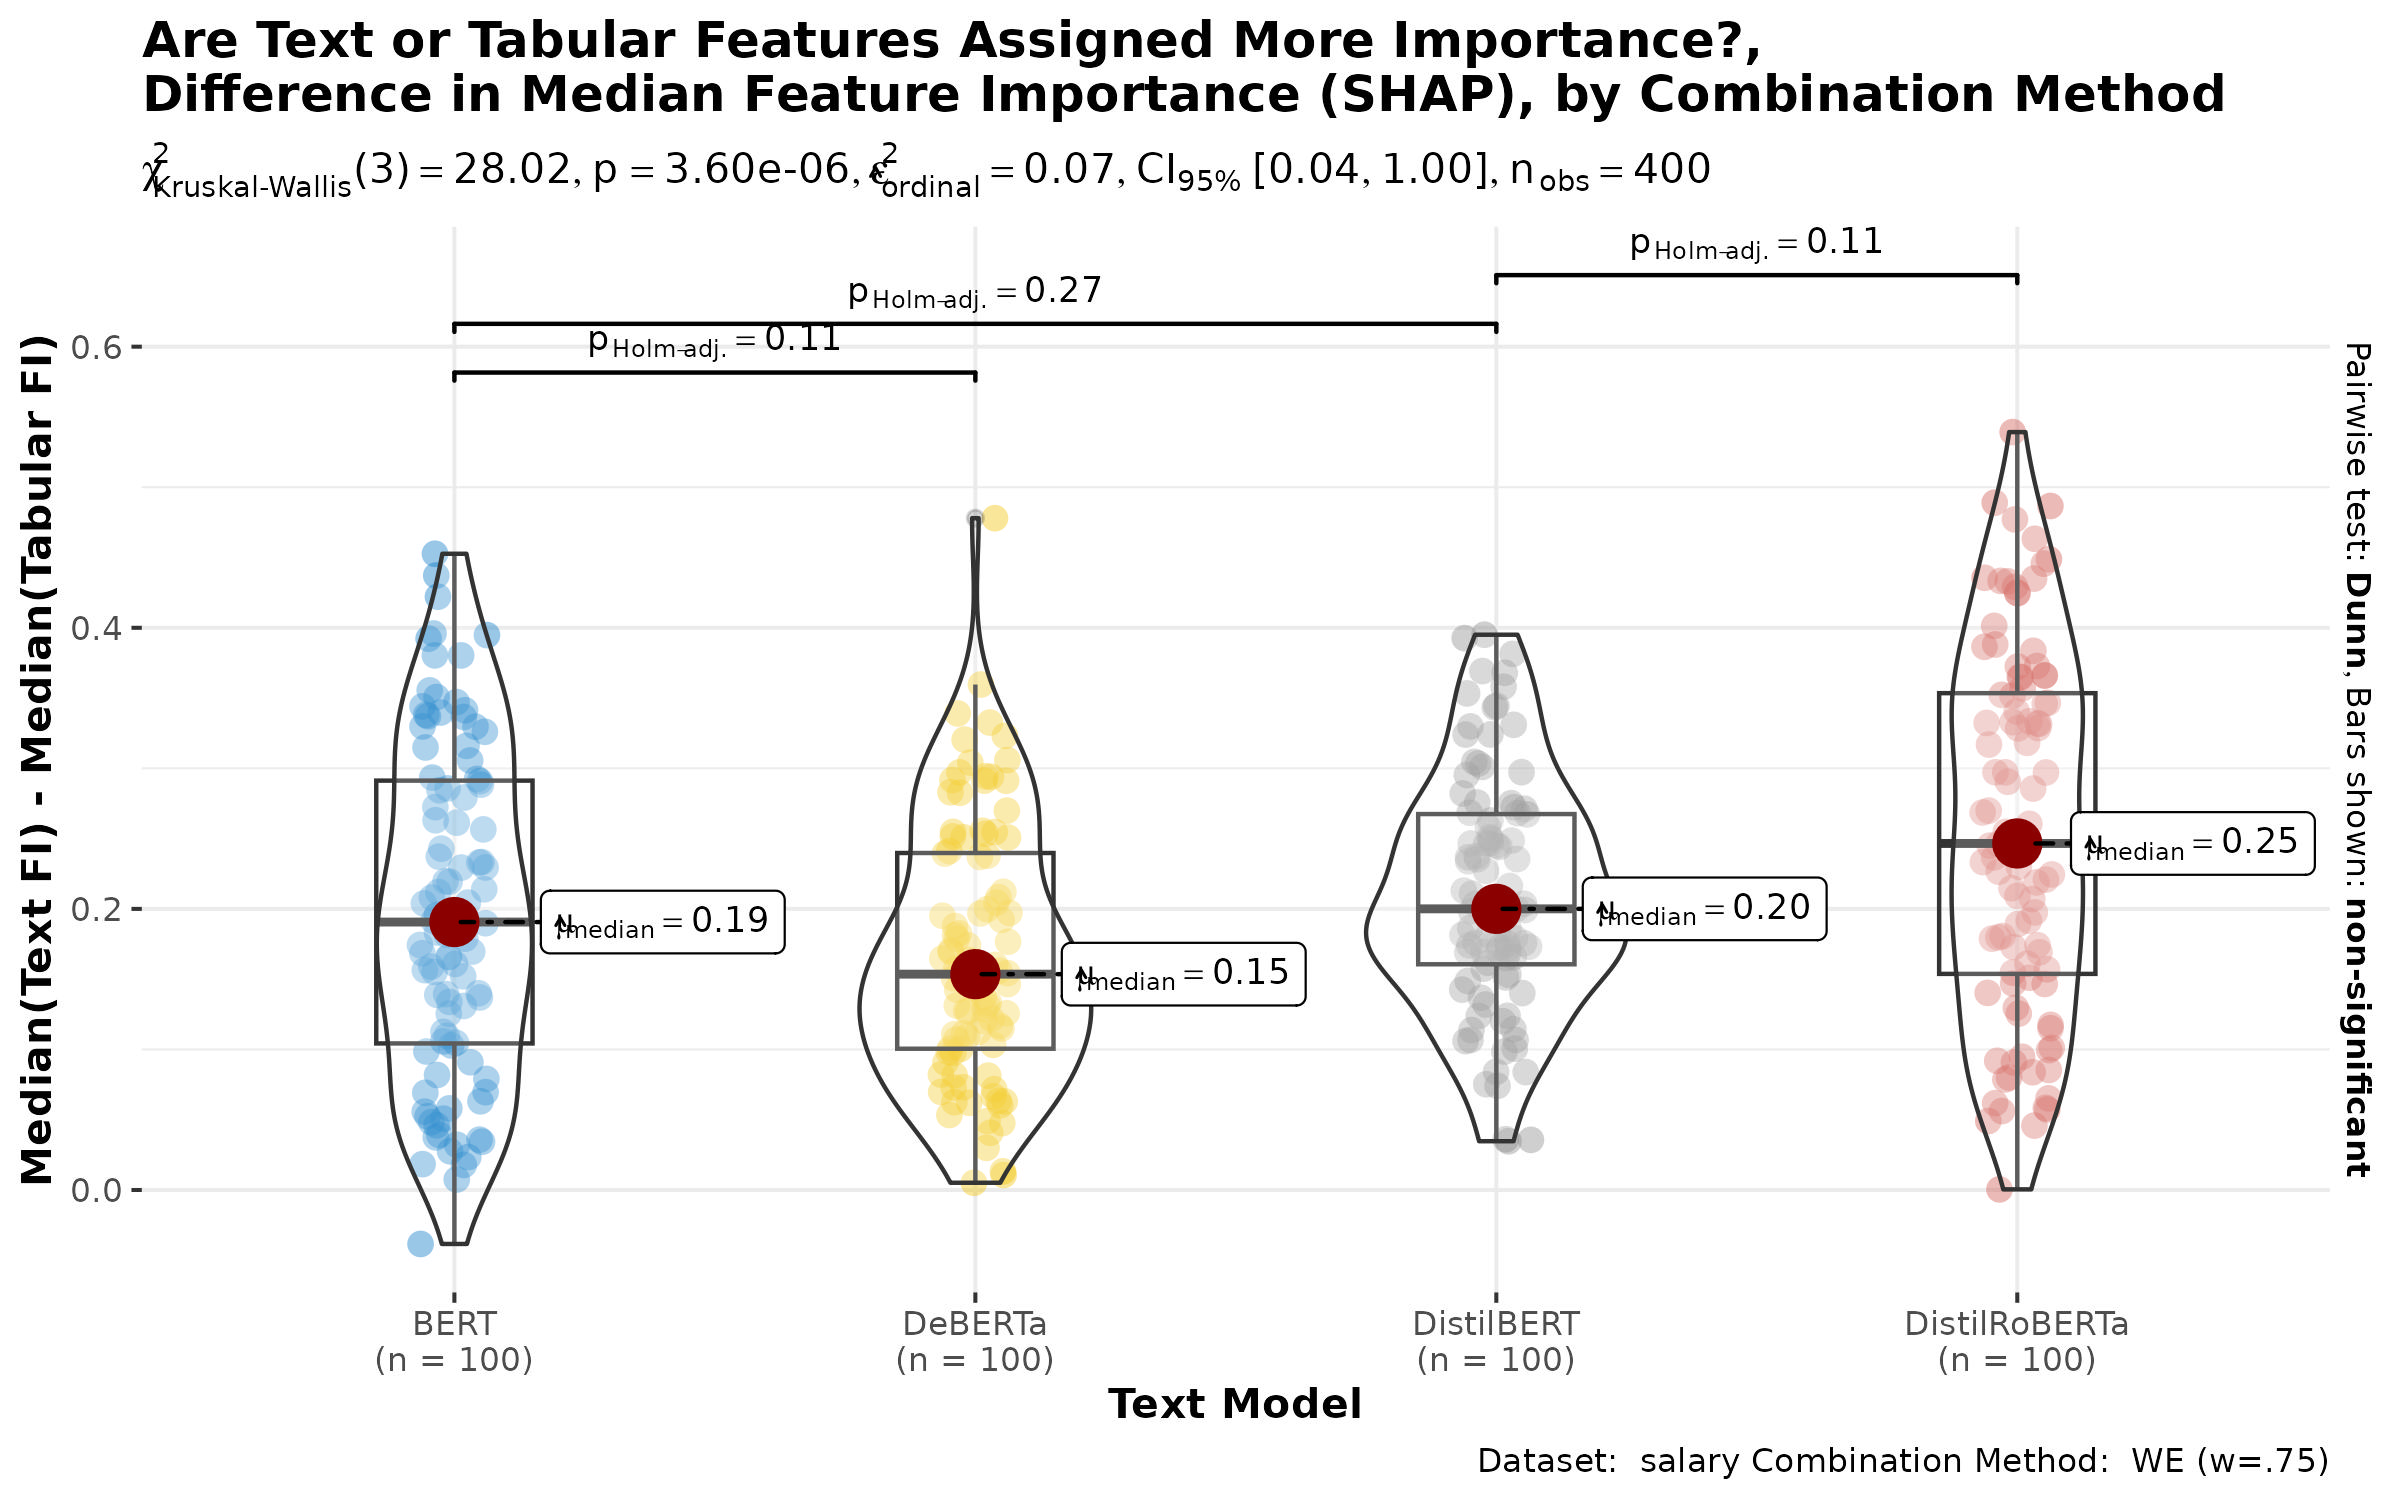 Are Text or Tabular Features Assigned More Importance?,
Difference in Median Feature Importance (SHAP), by Combination Method
χ²Kruskal-Wallis(3) = 28.02, p = 3.60e-06, ε²ordinal = 0.07, CI95% [0.04, 1.00], nobs = 400
pHolm-adj. = 0.11
pHolm-adj. = 0.27
pHolm-adj. = 0.11
Median(Text FI) - Median(Tabular FI)
0.6
0.4
0.2
0.0
μ̂median = 0.19
μ̂median = 0.15
μ̂median = 0.20
μ̂median = 0.25
Pairwise test: Dunn, Bars shown: non-significant
BERT
(n = 100)
DeBERTa
(n = 100)
DistilBERT
(n = 100)
DistilRoBERTa
(n = 100)
Text Model
Dataset:  salary Combination Method:  WE (w=.75)